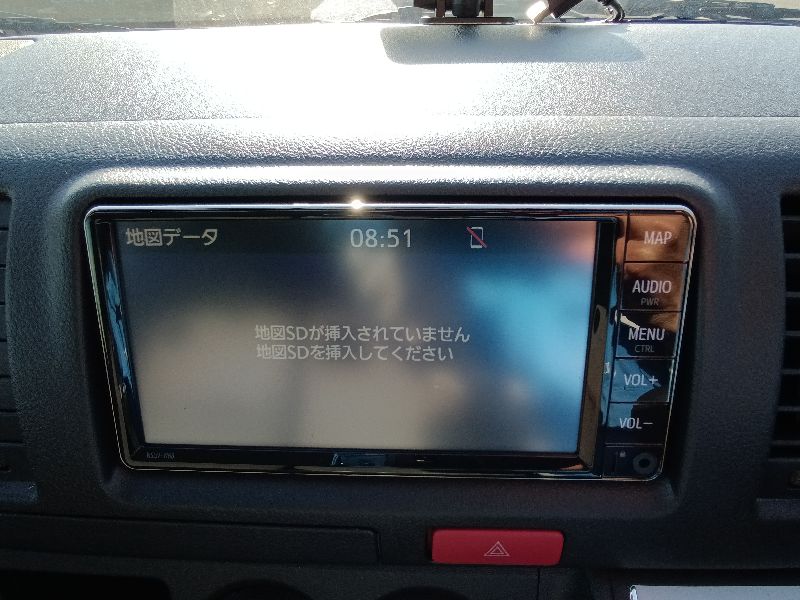 地図データ 08:51
地図SDが挿入されていません
地図SDを挿入してください
MAP
AUDIO
PWR
MENU
CTRL
VOL+
VOL-